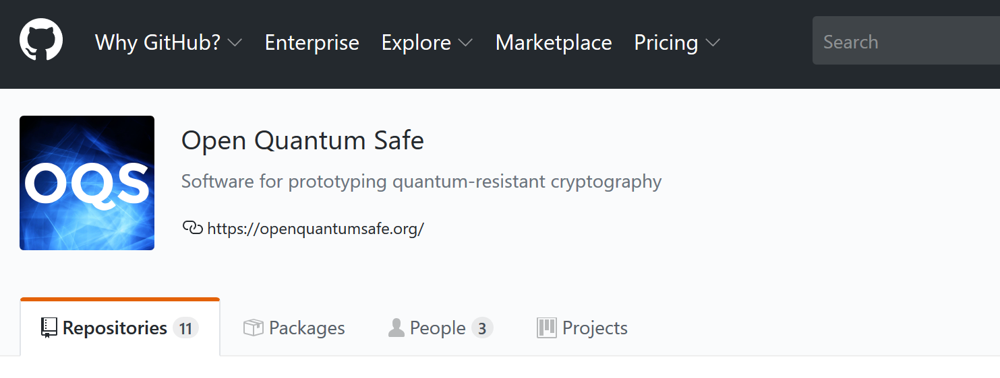 Why GitHub? Enterprise Explore Marketplace Pricing Search
OQS
Open Quantum Safe
Software for prototyping quantum-resistant cryptography
https://openquantumsafe.org/
Repositories 11 Packages People 3 Projects